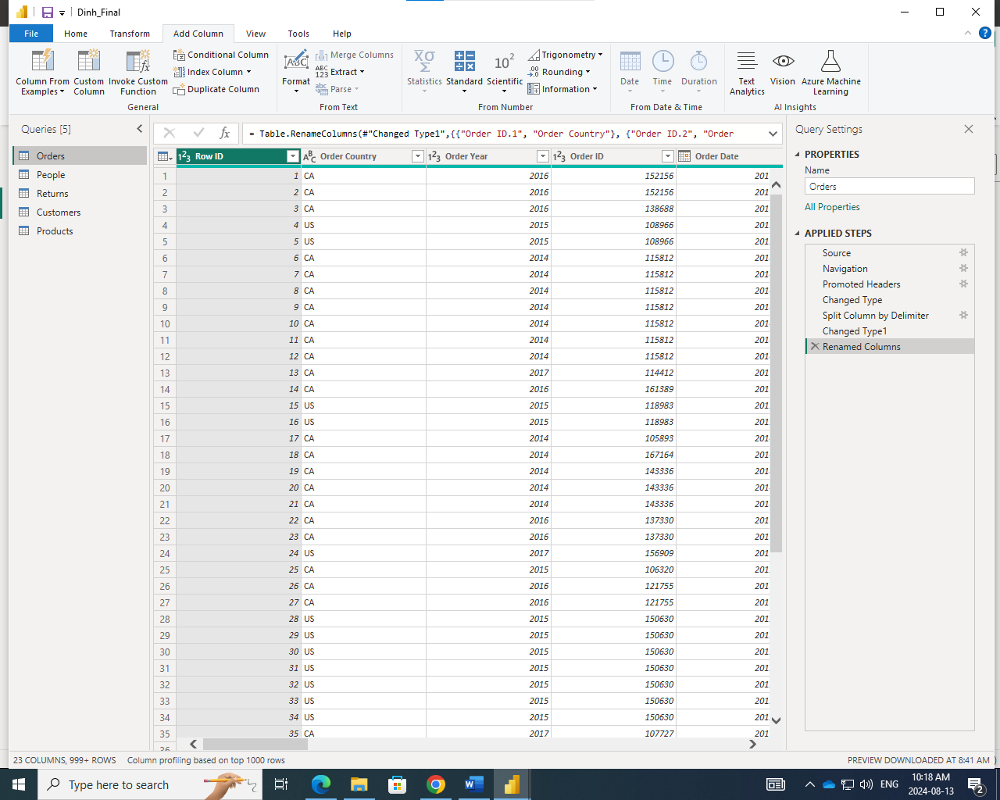 Dinh_Final
File Home Transform Add Column View Tools Help
Column From Examples
Custom Column
Invoke Custom Function
Conditional Column
Index Column
Duplicate Column
General
Format
Merge Columns
Extract
Parse
From Text
Statistics
Standard
Scientific
Trigonometry
Rounding
Information
From Number
Date
Time
Duration
From Date & Time
Text Analytics
Vision
Azure Machine Learning
AI Insights
Queries [5]
Orders
People
Returns
Customers
Products
= Table.RenameColumns(#"Changed Type1",{{"Order ID.1", "Order Country"}, {"Order ID.2", "Order
Row ID Order Country Order Year Order ID Order Date
1 1 CA 2016 152156 201
2 2 CA 2016 152156 201
3 3 CA 2016 138688 201
4 4 US 2015 108966 201
5 5 US 2015 108966 201
6 6 CA 2014 115812 201
7 7 CA 2014 115812 201
8 8 CA 2014 115812 201
9 9 CA 2014 115812 201
10 10 CA 2014 115812 201
11 11 CA 2014 115812 201
12 12 CA 2014 115812 201
13 13 CA 2017 114412 201
14 14 CA 2016 161389 201
15 15 US 2015 118983 201
16 16 US 2015 118983 201
17 17 CA 2014 105893 201
18 18 CA 2014 167164 201
19 19 CA 2014 143336 201
20 20 CA 2014 143336 201
21 21 CA 2014 143336 201
22 22 CA 2016 137330 201
23 23 CA 2016 137330 201
24 24 US 2017 156909 201
25 25 CA 2015 106320 201
26 26 CA 2016 121755 201
27 27 CA 2016 121755 201
28 28 US 2015 150630 201
29 29 US 2015 150630 201
30 30 US 2015 150630 201
31 31 US 2015 150630 201
32 32 US 2015 150630 201
33 33 US 2015 150630 201
34 34 US 2015 150630 201
35 35 CA 2017 107727 201
36
Query Settings
PROPERTIES
Name
Orders
All Properties
APPLIED STEPS
Source
Navigation
Promoted Headers
Changed Type
Split Column by Delimiter
Changed Type1
Renamed Columns
23 COLUMNS, 999+ ROWS Column profiling based on top 1000 rows PREVIEW DOWNLOADED AT 8:41 AM
Type here to search
ENG
10:18 AM
2024-08-13
2